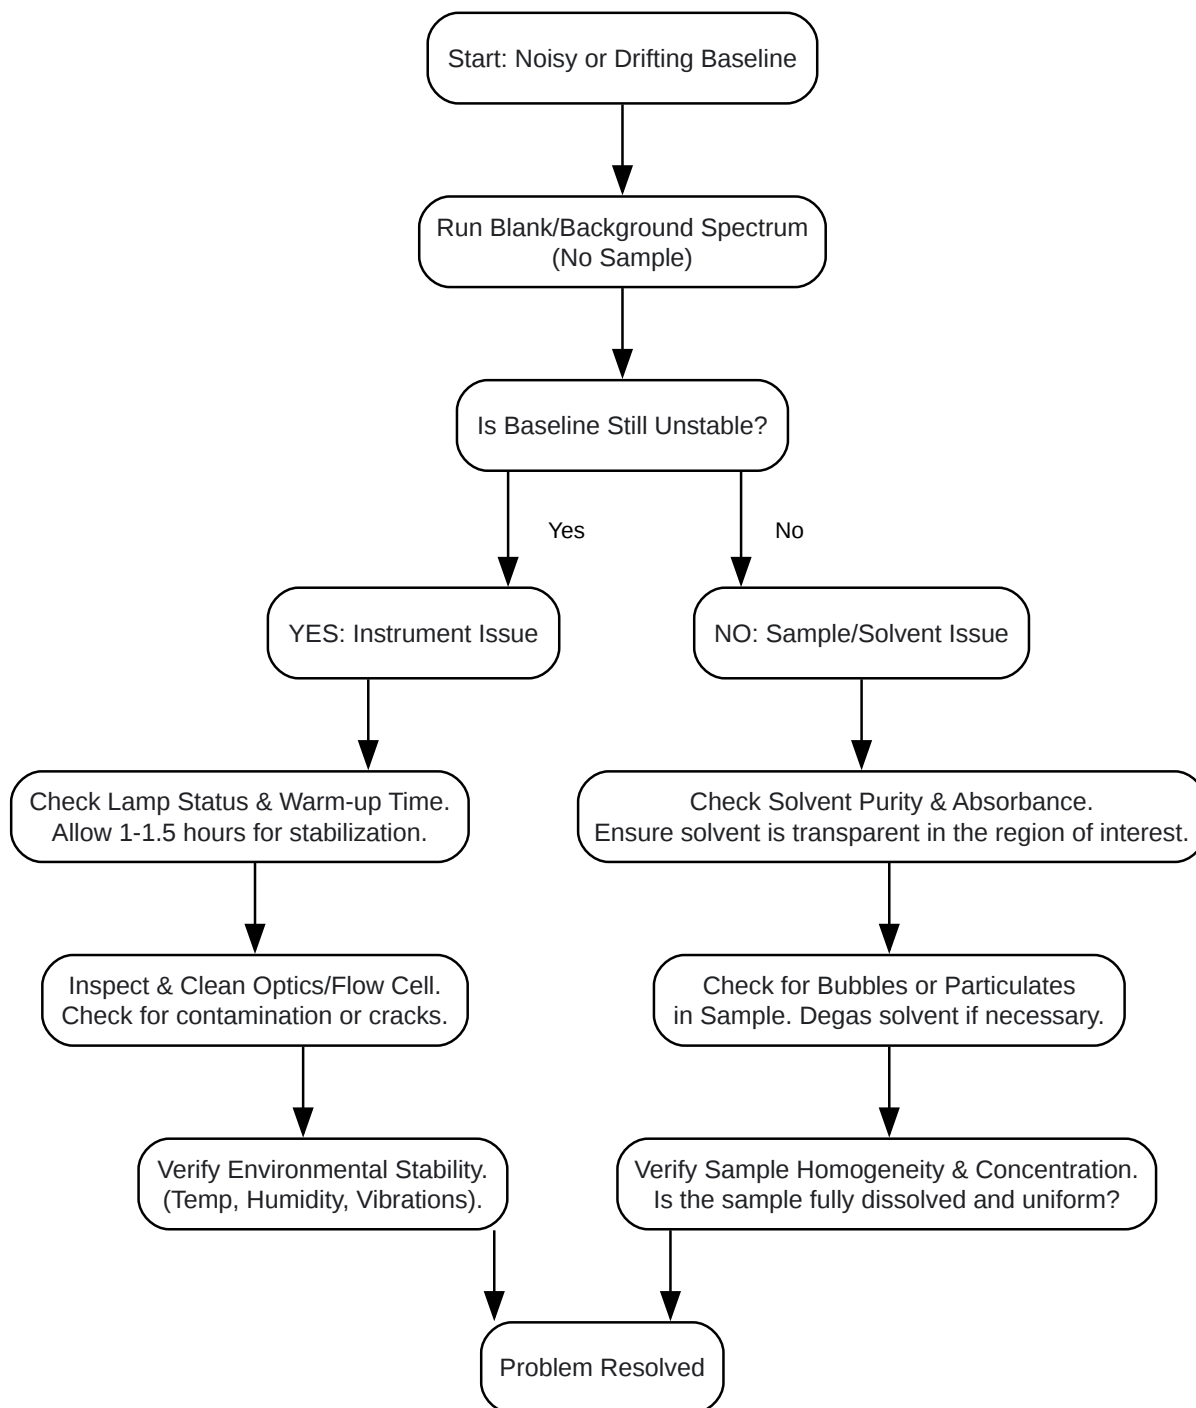 Start: Noisy or Drifting Baseline
Run Blank/Background Spectrum
(No Sample)
Is Baseline Still Unstable?
Yes
No
YES: Instrument Issue
NO: Sample/Solvent Issue
Check Lamp Status & Warm-up Time.
Allow 1-1.5 hours for stabilization.
Check Solvent Purity & Absorbance.
Ensure solvent is transparent in the region of interest.
Inspect & Clean Optics/Flow Cell.
Check for contamination or cracks.
Check for Bubbles or Particulates
in Sample. Degas solvent if necessary.
Verify Environmental Stability.
(Temp, Humidity, Vibrations).
Verify Sample Homogeneity & Concentration.
Is the sample fully dissolved and uniform?
Problem Resolved